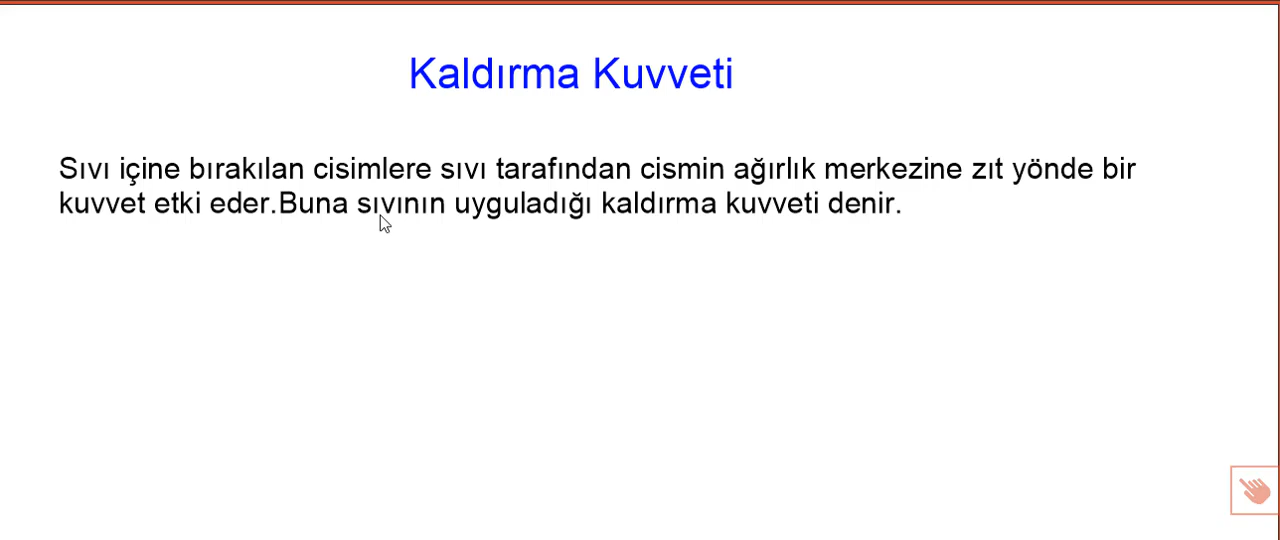 Kaldırma Kuvveti
Sıvı içine bırakılan cisimlere sıvı tarafından cismin ağırlık merkezine zıt yönde bir
kuvvet etki eder.Buna sıvının uyguladığı kaldırma kuvveti denir.